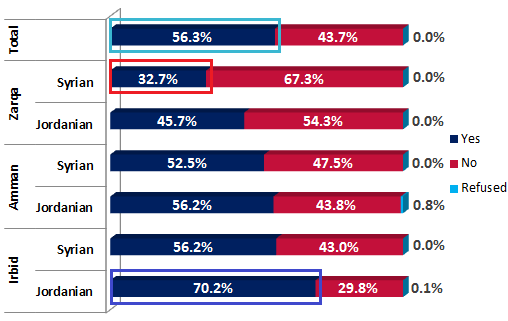 Total 56.3% 43.7% 0.0%
Zarqa
Syrian 32.7% 67.3% 0.0%
Jordanian 45.7% 54.3% 0.0%
Amman
Syrian 52.5% 47.5% 0.0%
Jordanian 56.2% 43.8% 0.8%
Irbid
Syrian 56.2% 43.0% 0.0%
Jordanian 70.2% 29.8% 0.1%
Yes
No
Refused